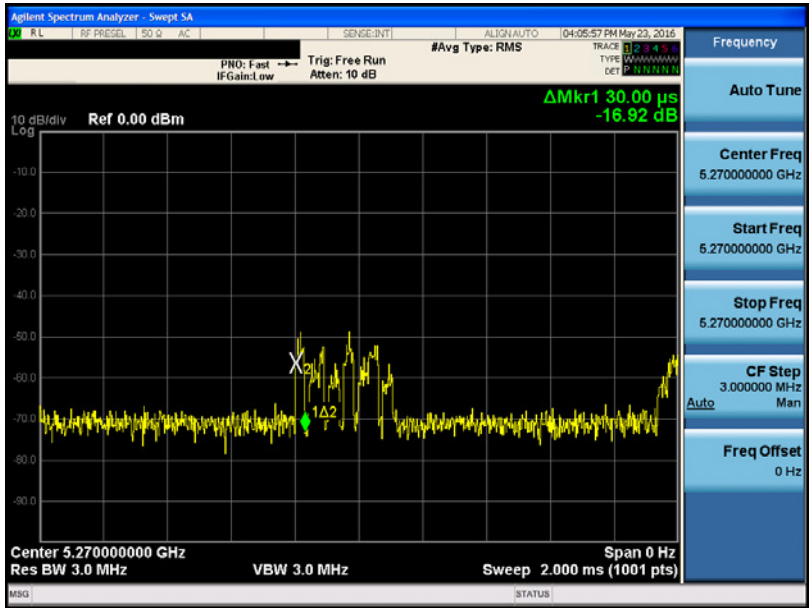 Agilent Spectrum Analyzer - Swept SA
RL RF PRESEL 50 Ω AC SENSE:INT ALIGN AUTO 04:05:57 PM May 23, 2016
#Avg Type: RMS
TRACE 1 2 3 4 5 6
PNO: Fast Trig: Free Run
TYPE WWWWWW
IFGain:Low Atten: 10 dB
DET P N N N N N
ΔMkr1 30.00 µs
-16.92 dB
10 dB/div Ref 0.00 dBm
Log
-10.0
-20.0
-30.0
-40.0
-50.0
-60.0
-70.0
-80.0
-90.0
X2
1Δ2
Center 5.270000000 GHz Span 0 Hz
Res BW 3.0 MHz VBW 3.0 MHz Sweep 2.000 ms (1001 pts)
MSG STATUS
Frequency
Auto Tune
Center Freq
5.270000000 GHz
Start Freq
5.270000000 GHz
Stop Freq
5.270000000 GHz
CF Step
3.000000 MHz
Auto Man
Freq Offset
0 Hz